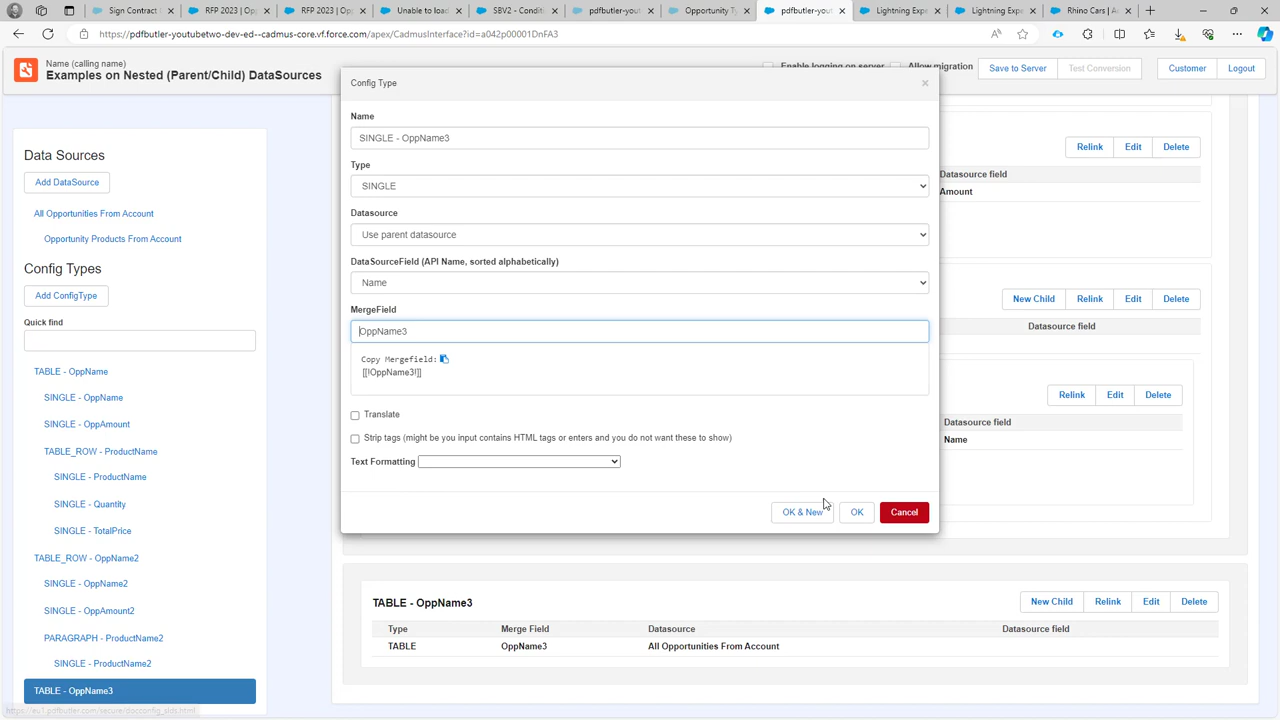 Sign Contract (
RFP 2023 | Op
RFP 2023 | Op
Unable to load
SBV2 - Conditi
pdfbutler-yout
Opportunity Ty
pdfbutler-yout
Lightning Exp
Lightning Exp
Rhino Cars | Ac
https://pdfbutler-youtubetwo-dev-ed--cadmus-core.vf.force.com/apex/CadmusInterface?id=a042p00001DnFA3
Name (calling name)
Examples on Nested (Parent/Child) DataSources
Enable logging on server
Allow migration
Save to Server
Test Conversion
Customer
Logout
Data Sources
Add DataSource
All Opportunities From Account
Opportunity Products From Account
Config Types
Add ConfigType
Quick find
TABLE - OppName
SINGLE - OppName
SINGLE - OppAmount
TABLE_ROW - ProductName
SINGLE - ProductName
SINGLE - Quantity
SINGLE - TotalPrice
TABLE_ROW - OppName2
SINGLE - OppName2
SINGLE - OppAmount2
PARAGRAPH - ProductName2
SINGLE - ProductName2
TABLE - OppName3
https://eu1.pdfbutler.com/secure/docconfig_slds.html
Config Type
Name
SINGLE - OppName3
Type
SINGLE
Datasource
Use parent datasource
DataSourceField (API Name, sorted alphabetically)
Name
MergeField
OppName3
Copy Mergefield:
[[!OppName3!]]
Translate
Strip tags (might be you input contains HTML tags or enters and you do not want these to show)
Text Formatting
OK & New
OK
Cancel
Relink
Edit
Delete
Datasource field
Amount
New Child
Relink
Edit
Delete
Datasource field
Relink
Edit
Delete
Datasource field
Name
TABLE - OppName3
New Child
Relink
Edit
Delete
Type
Merge Field
Datasource
Datasource field
TABLE
OppName3
All Opportunities From Account